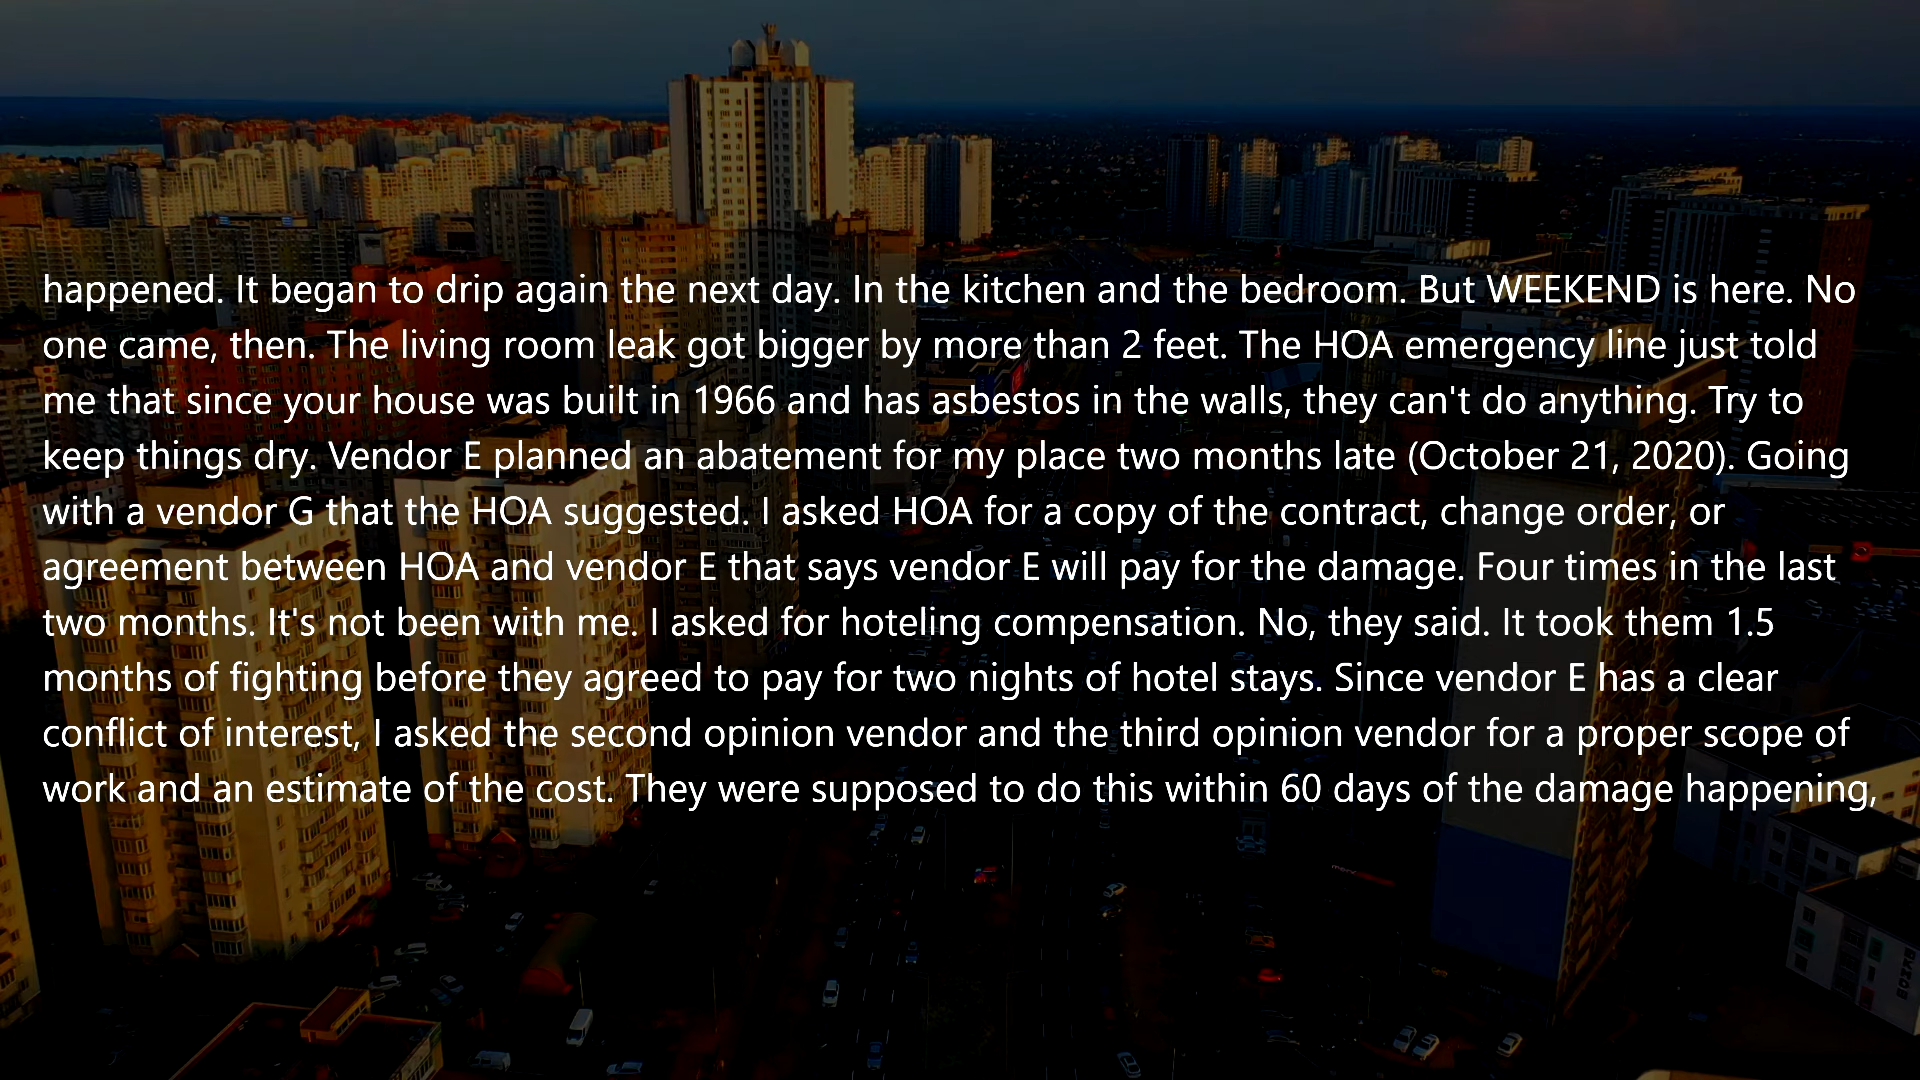 happened. It began to drip again the next day. In the kitchen and the bedroom. But WEEKEND is here. No
one came, then. The living room leak got bigger by more than 2 feet. The HOA emergency line just told
me that since your house was built in 1966 and has asbestos in the walls, they can't do anything. Try to
keep things dry. Vendor E planned an abatement for my place two months late (October 21, 2020). Going
with a vendor G that the HOA suggested. I asked HOA for a copy of the contract, change order, or
agreement between HOA and vendor E that says vendor E will pay for the damage. Four times in the last
two months. It's not been with me. I asked for hoteling compensation. No, they said. It took them 1.5
months of fighting before they agreed to pay for two nights of hotel stays. Since vendor E has a clear
conflict of interest, I asked the second opinion vendor and the third opinion vendor for a proper scope of
work and an estimate of the cost. They were supposed to do this within 60 days of the damage happening,